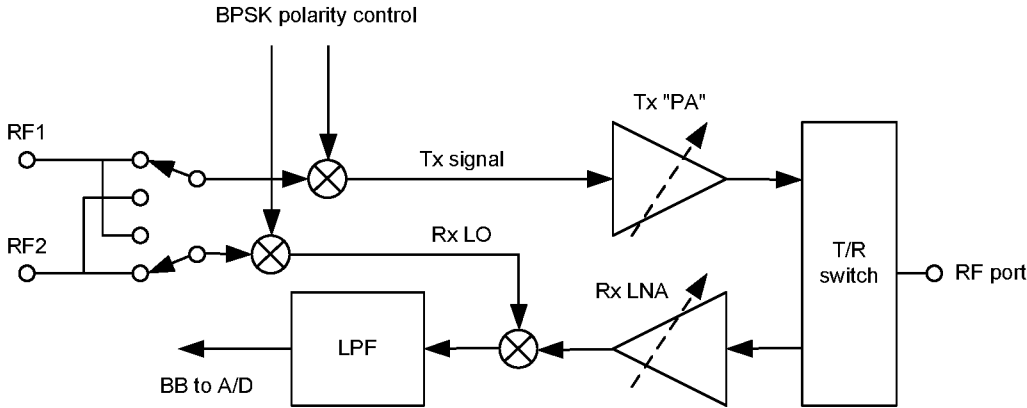 BPSK polarity control
Tx "PA"
RF1
Tx signal
RF2
Rx LO
T/R
switch
RF port
Rx LNA
LPF
BB to A/D